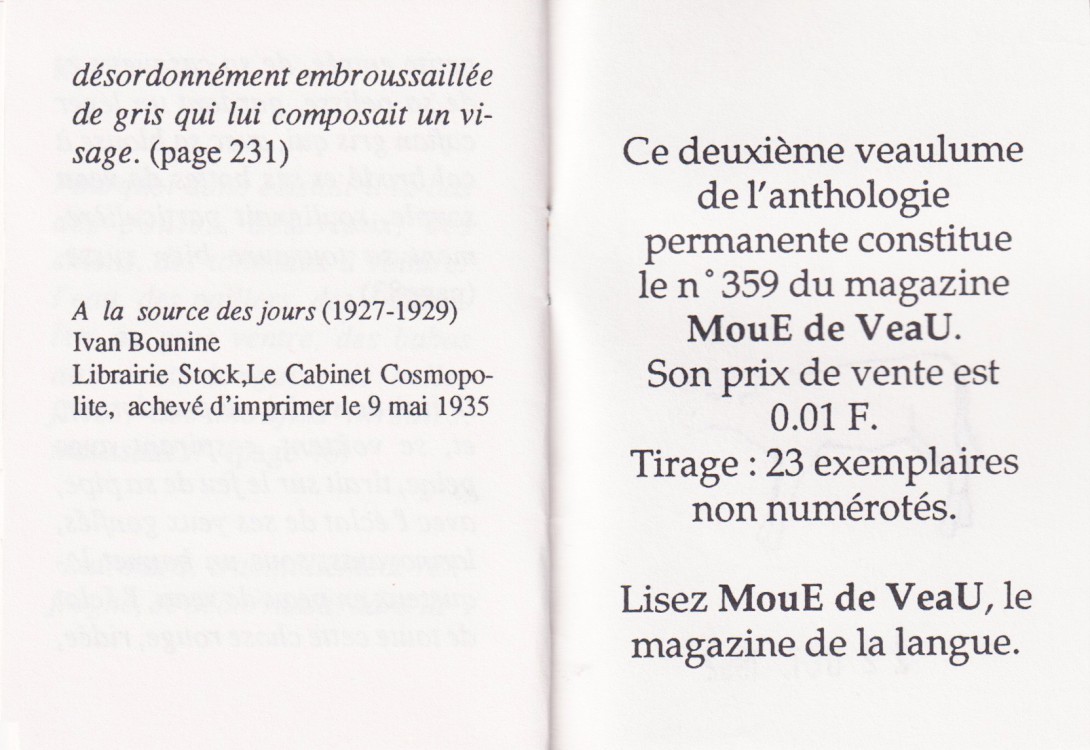 désordonnément embroussaillée
de gris qui lui composait un vi-
sage. (page 231)
A la source des jours (1927-1929)
Ivan Bounine
Librairie Stock,Le Cabinet Cosmopo-
lite, achevé d'imprimer le 9 mai 1935
Ce deuxième veaulume
de l'anthologie
permanente constitue
le n °359 du magazine
MouE de VeaU.
Son prix de vente est
0.01 F.
Tirage : 23 exemplaires
non numérotés.
Lisez MouE de VeaU, le
magazine de la langue.